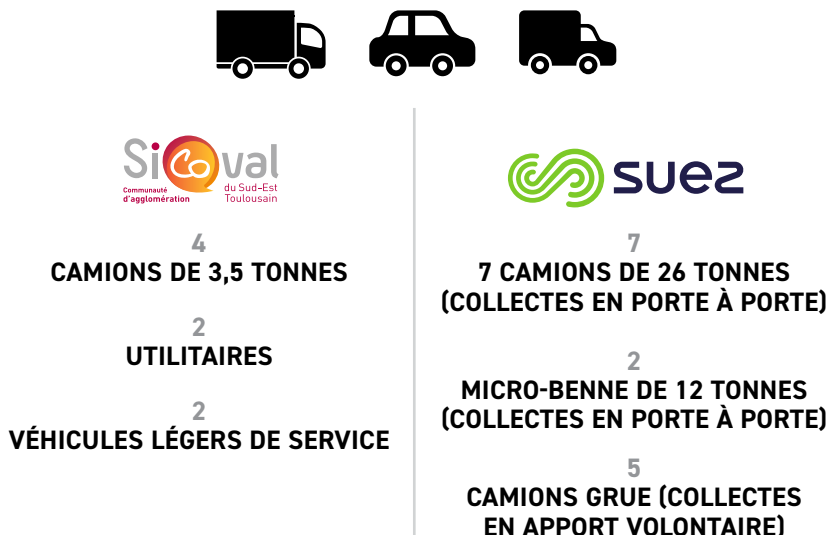 Sicoval
Communauté
d'agglomération
du Sud-Est
Toulousain
4
CAMIONS DE 3,5 TONNES
2
UTILITAIRES
2
VÉHICULES LÉGERS DE SERVICE
suez
7
7 CAMIONS DE 26 TONNES
(COLLECTES EN PORTE À PORTE)
2
MICRO-BENNE DE 12 TONNES
(COLLECTES EN PORTE À PORTE)
5
CAMIONS GRUE (COLLECTES
EN APPORT VOLONTAIRE)